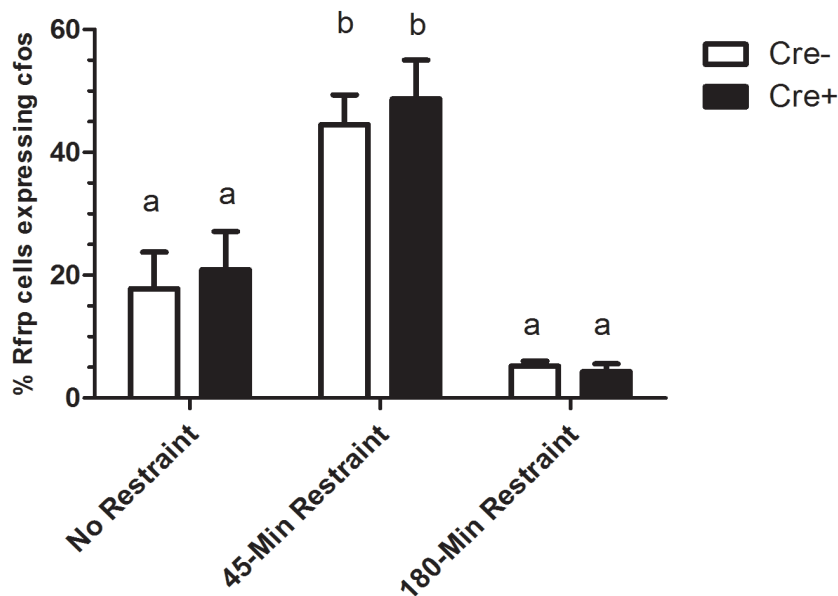 % Rfrp cells expressing cfos
60
40
20
0
a
a
b
b
a
a
No Restraint
45-Min Restraint
180-Min Restraint
Cre-
Cre+